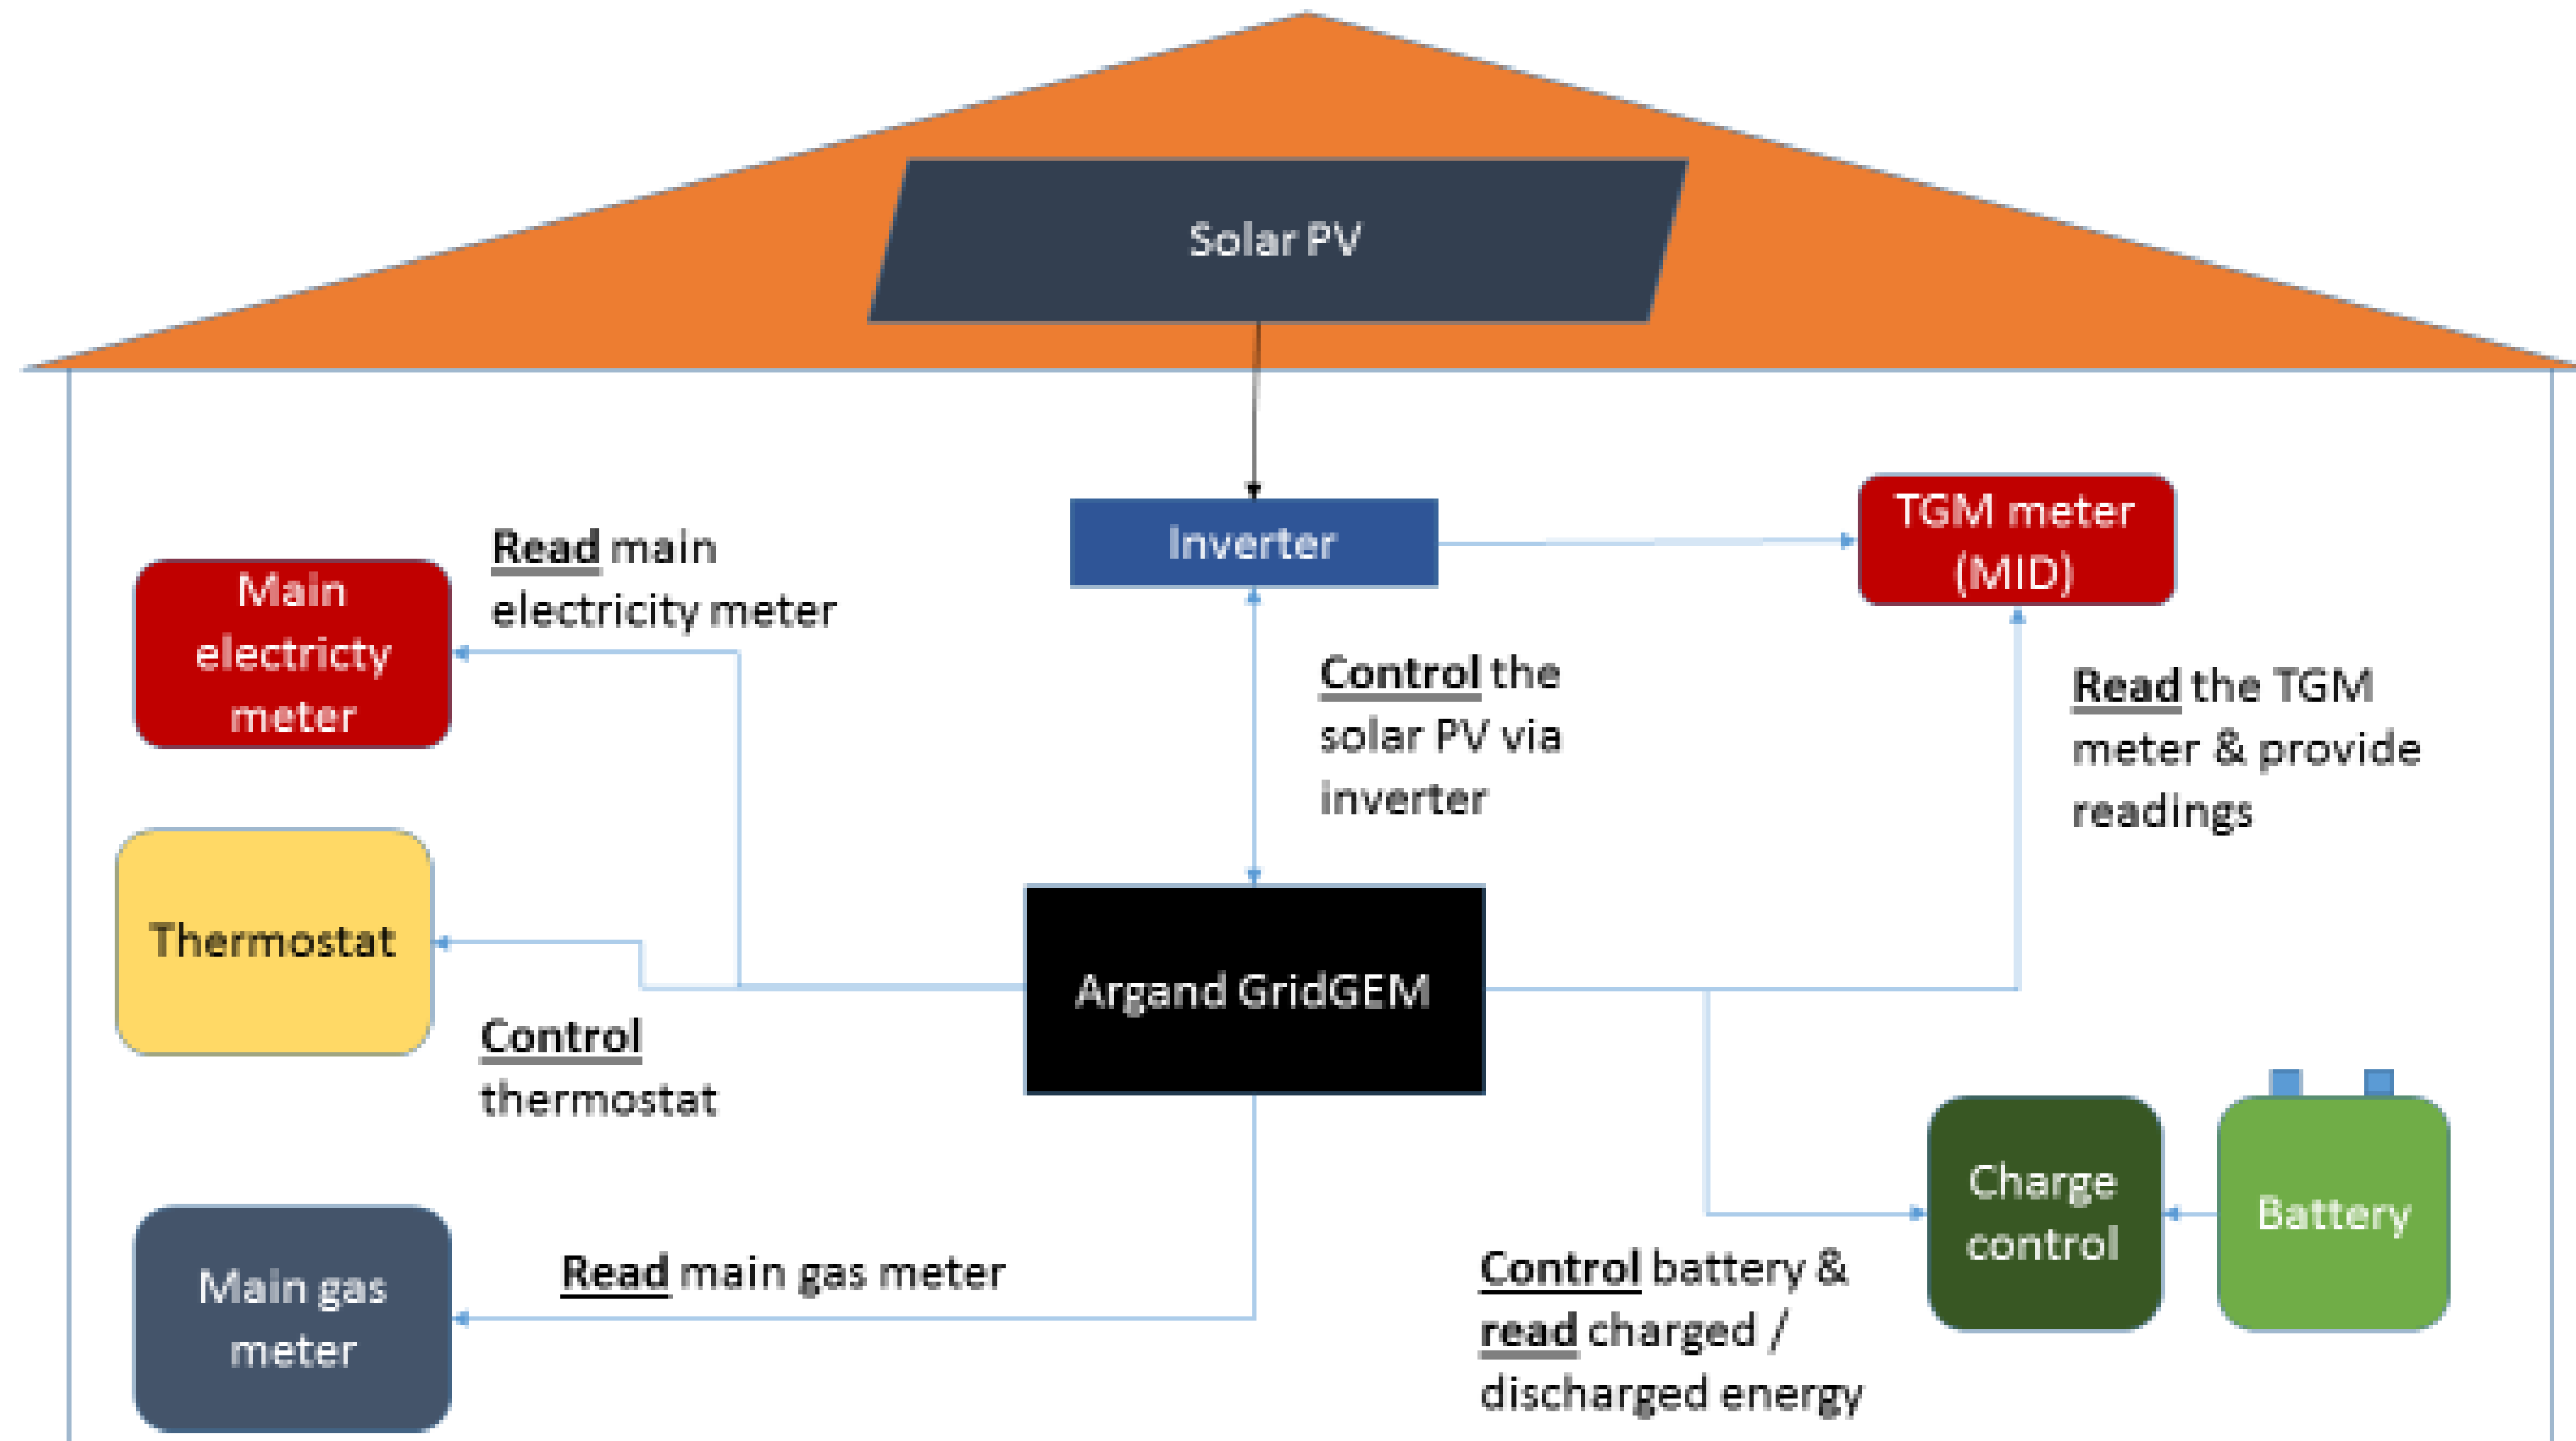 Solar PV
Inverter
TGM meter
(MID)
Read main
electricity meter
Main
electricty
meter
Control the
solar PV via
inverter
Read the TGM
meter & provide
readings
Thermostat
Argand GridGEM
Control
thermostat
Charge
control
Battery
Main gas
meter
Read main gas meter
Control battery &
read charged /
discharged energy